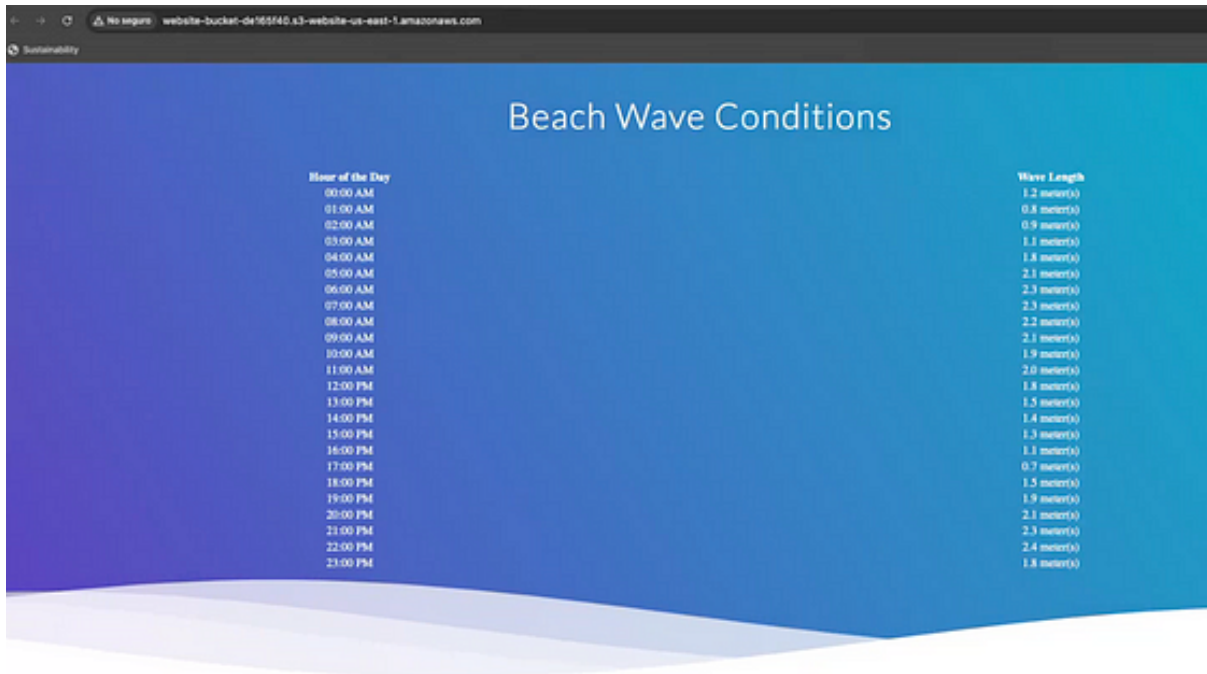 No seguro website-bucket-de165f40.s3-website-us-east-1.amazonaws.com
Sustainability
Beach Wave Conditions
Hour of the Day Wave Length
00:00 AM 1.2 meter(s)
01:00 AM 0.8 meter(s)
02:00 AM 0.9 meter(s)
03:00 AM 1.1 meter(s)
04:00 AM 1.8 meter(s)
05:00 AM 2.1 meter(s)
06:00 AM 2.3 meter(s)
07:00 AM 2.3 meter(s)
08:00 AM 2.2 meter(s)
09:00 AM 2.1 meter(s)
10:00 AM 1.9 meter(s)
11:00 AM 2.0 meter(s)
12:00 PM 1.8 meter(s)
13:00 PM 1.5 meter(s)
14:00 PM 1.4 meter(s)
15:00 PM 1.3 meter(s)
16:00 PM 1.1 meter(s)
17:00 PM 0.7 meter(s)
18:00 PM 1.5 meter(s)
19:00 PM 1.9 meter(s)
20:00 PM 2.1 meter(s)
21:00 PM 2.3 meter(s)
22:00 PM 2.4 meter(s)
23:00 PM 1.8 meter(s)